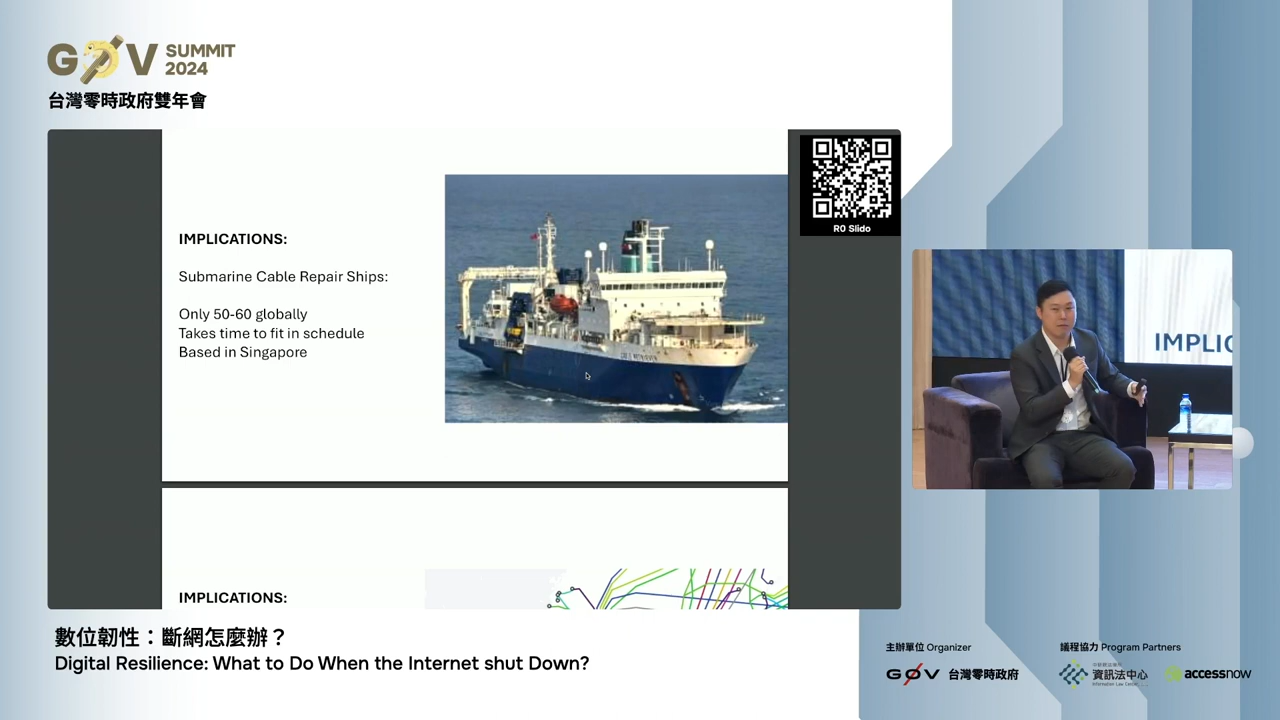 G0V SUMMIT 2024
台灣零時政府雙年會
IMPLICATIONS:
Submarine Cable Repair Ships:
Only 50-60 globally
Takes time to fit in schedule
Based in Singapore
R0 Slido
IMPLIC
IMPLICATIONS:
數位韌性：斷網怎麼辦？
Digital Resilience: What to Do When the Internet shut Down?
主辦單位 Organizer
G0V 台灣零時政府
議程協力 Program Partners
資訊法中心
Information Law Center
accessnow